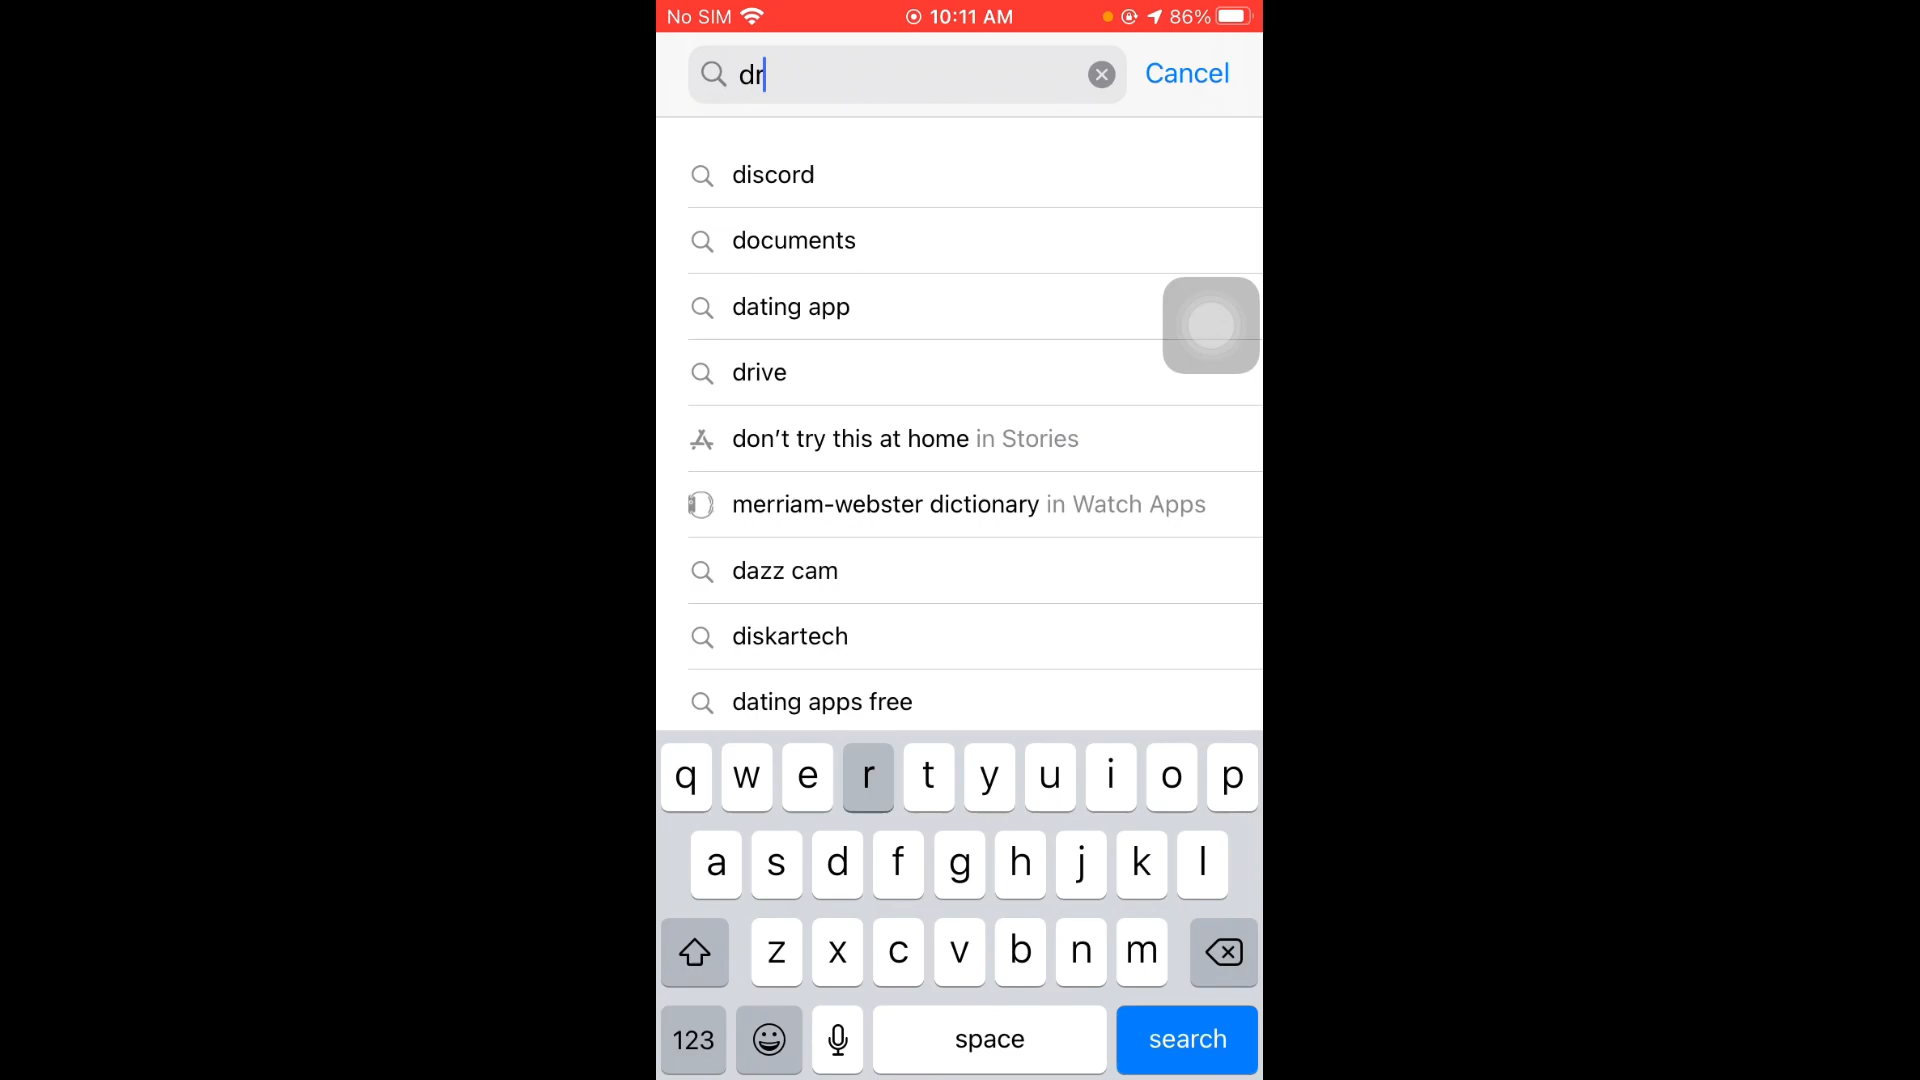 No SIM 10:11 AM 86%
dr Cancel
discord
documents
dating app
drive
don’t try this at home in Stories
merriam-webster dictionary in Watch Apps
dazz cam
diskartech
dating apps free
q w e r t y u i o p
a s d f g h j k l
z x c v b n m
123 space search